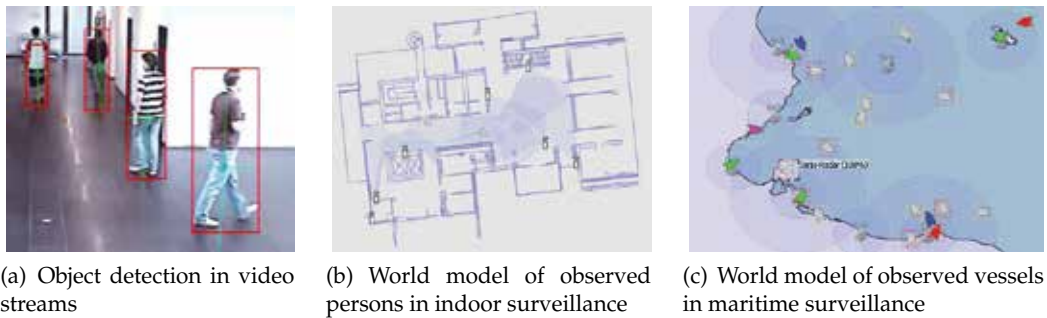 (a) Object detection in video
streams
(b) World model of observed
persons in indoor surveillance
(c) World model of observed vessels
in maritime surveillance